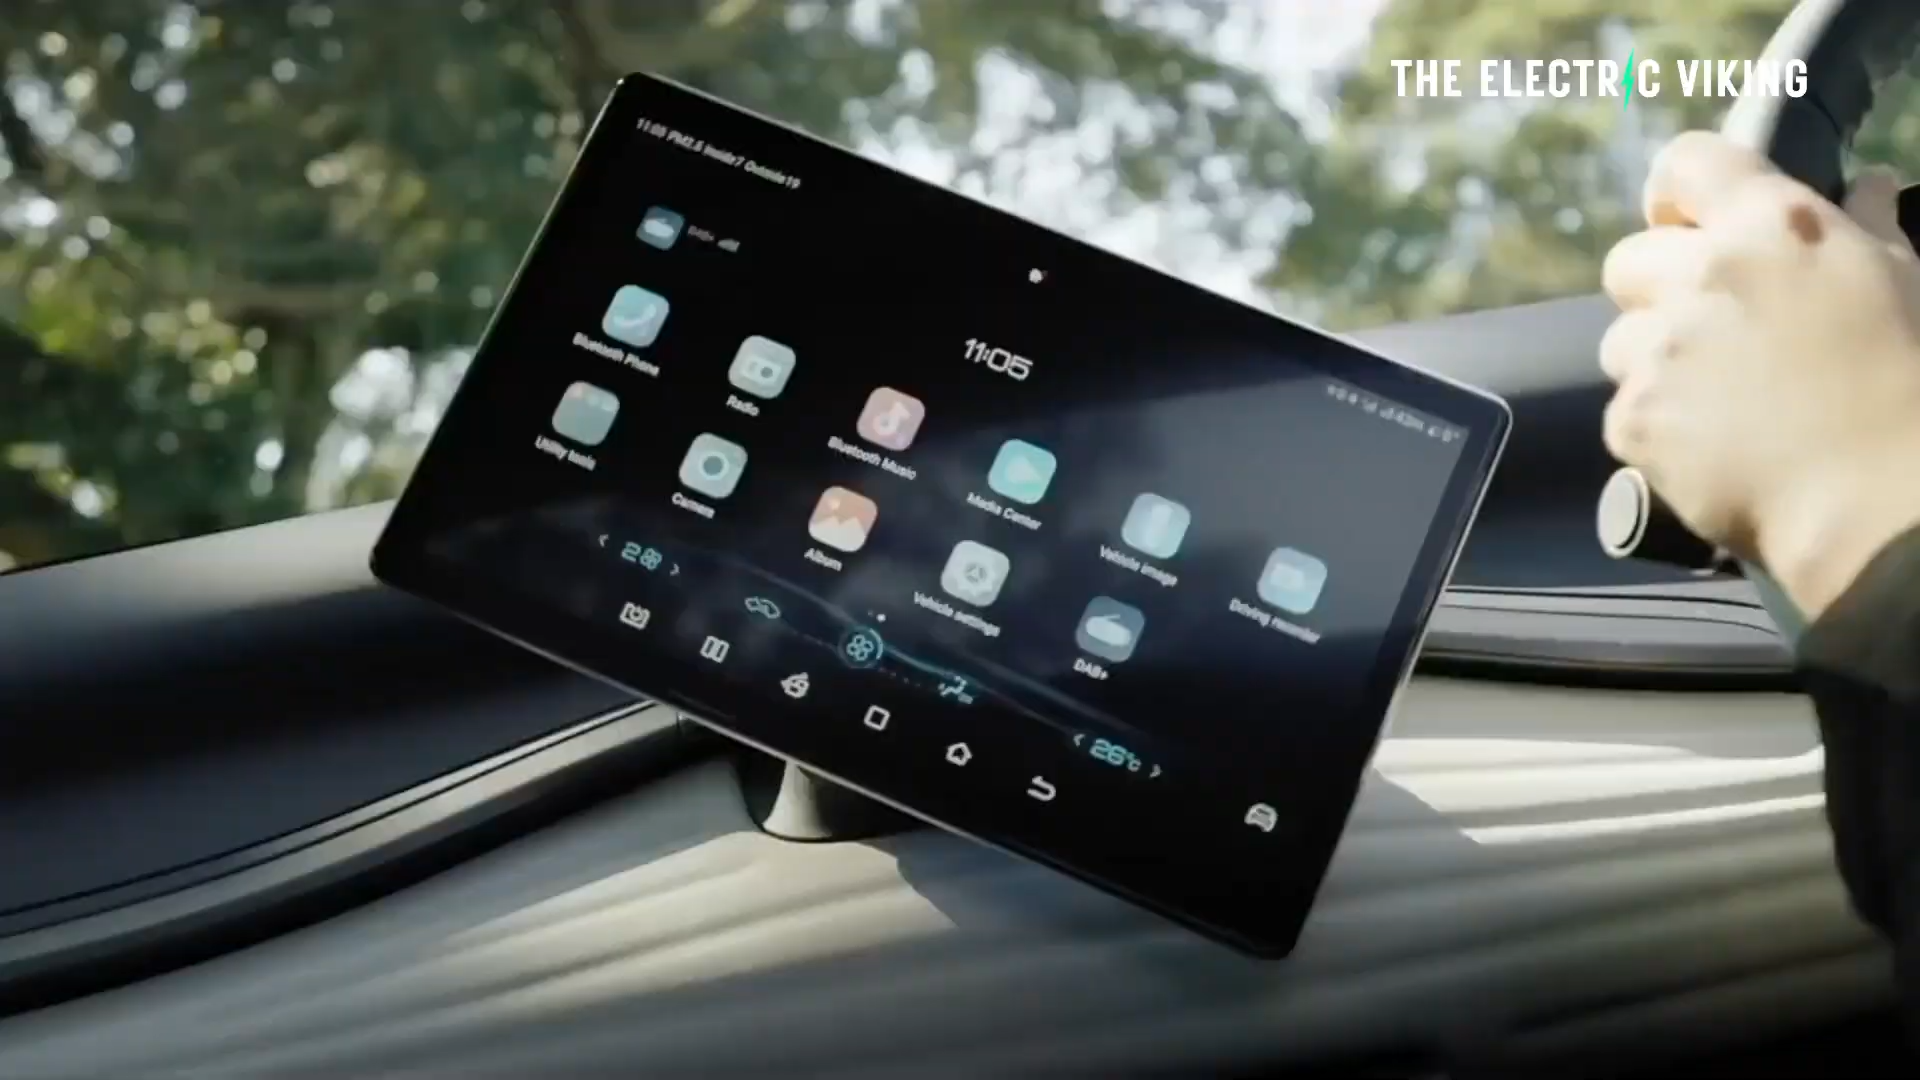 THE ELECTRIC VIKING
11:05 PM2.5 Inside7 Outside19
DAB+
11:05
Bluetooth Phone
Radio
Bluetooth Music
Media Center
Vehicle image
Driving recorder
Utility tools
Camera
Album
Vehicle settings
DAB+
26°c